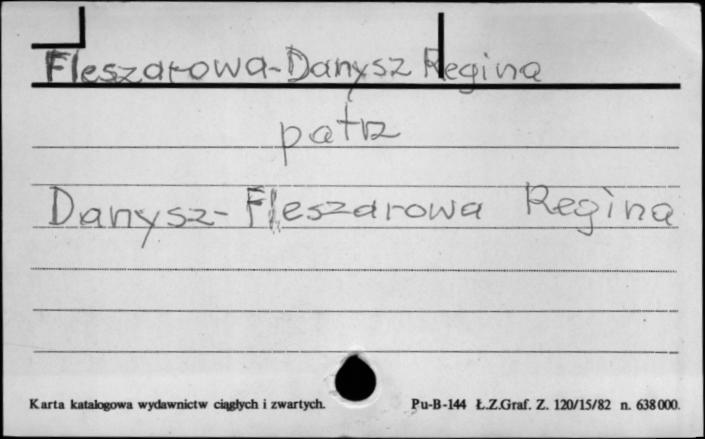 Fleszarowa-Danysz Regina
patrz
Danysz-Fleszarowa Regina
Karta katalogowa wydawnictw ciągłych i zwartych.
Pu-B-144 Ł.Z.Graf. Z. 120/15/82 n. 638000.